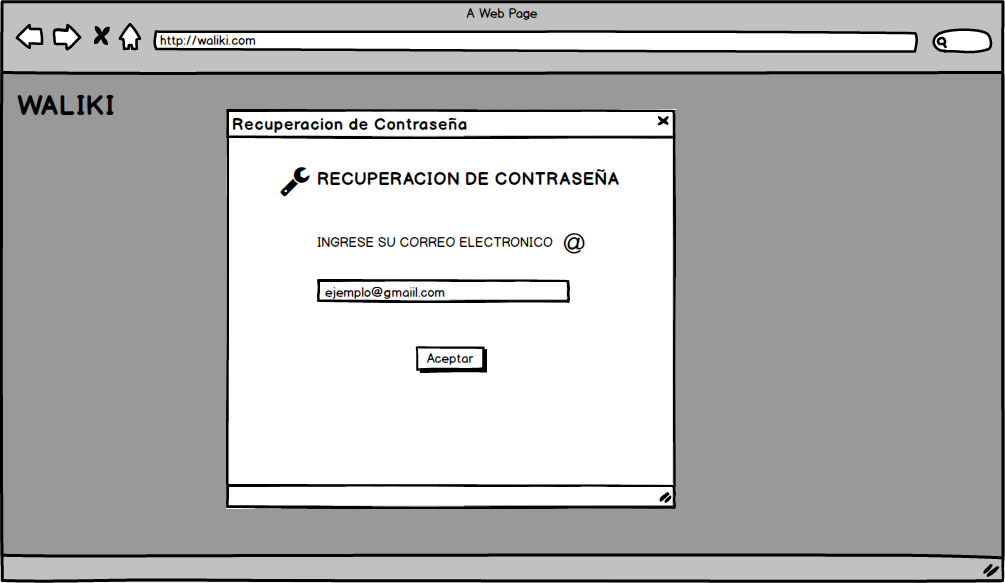 A Web Page
http://waliki.com
WALIKI
Recuperacion de Contraseña
RECUPERACION DE CONTRASEÑA
INGRESE SU CORREO ELECTRONICO @
ejemplo@gmaiil.com
Aceptar